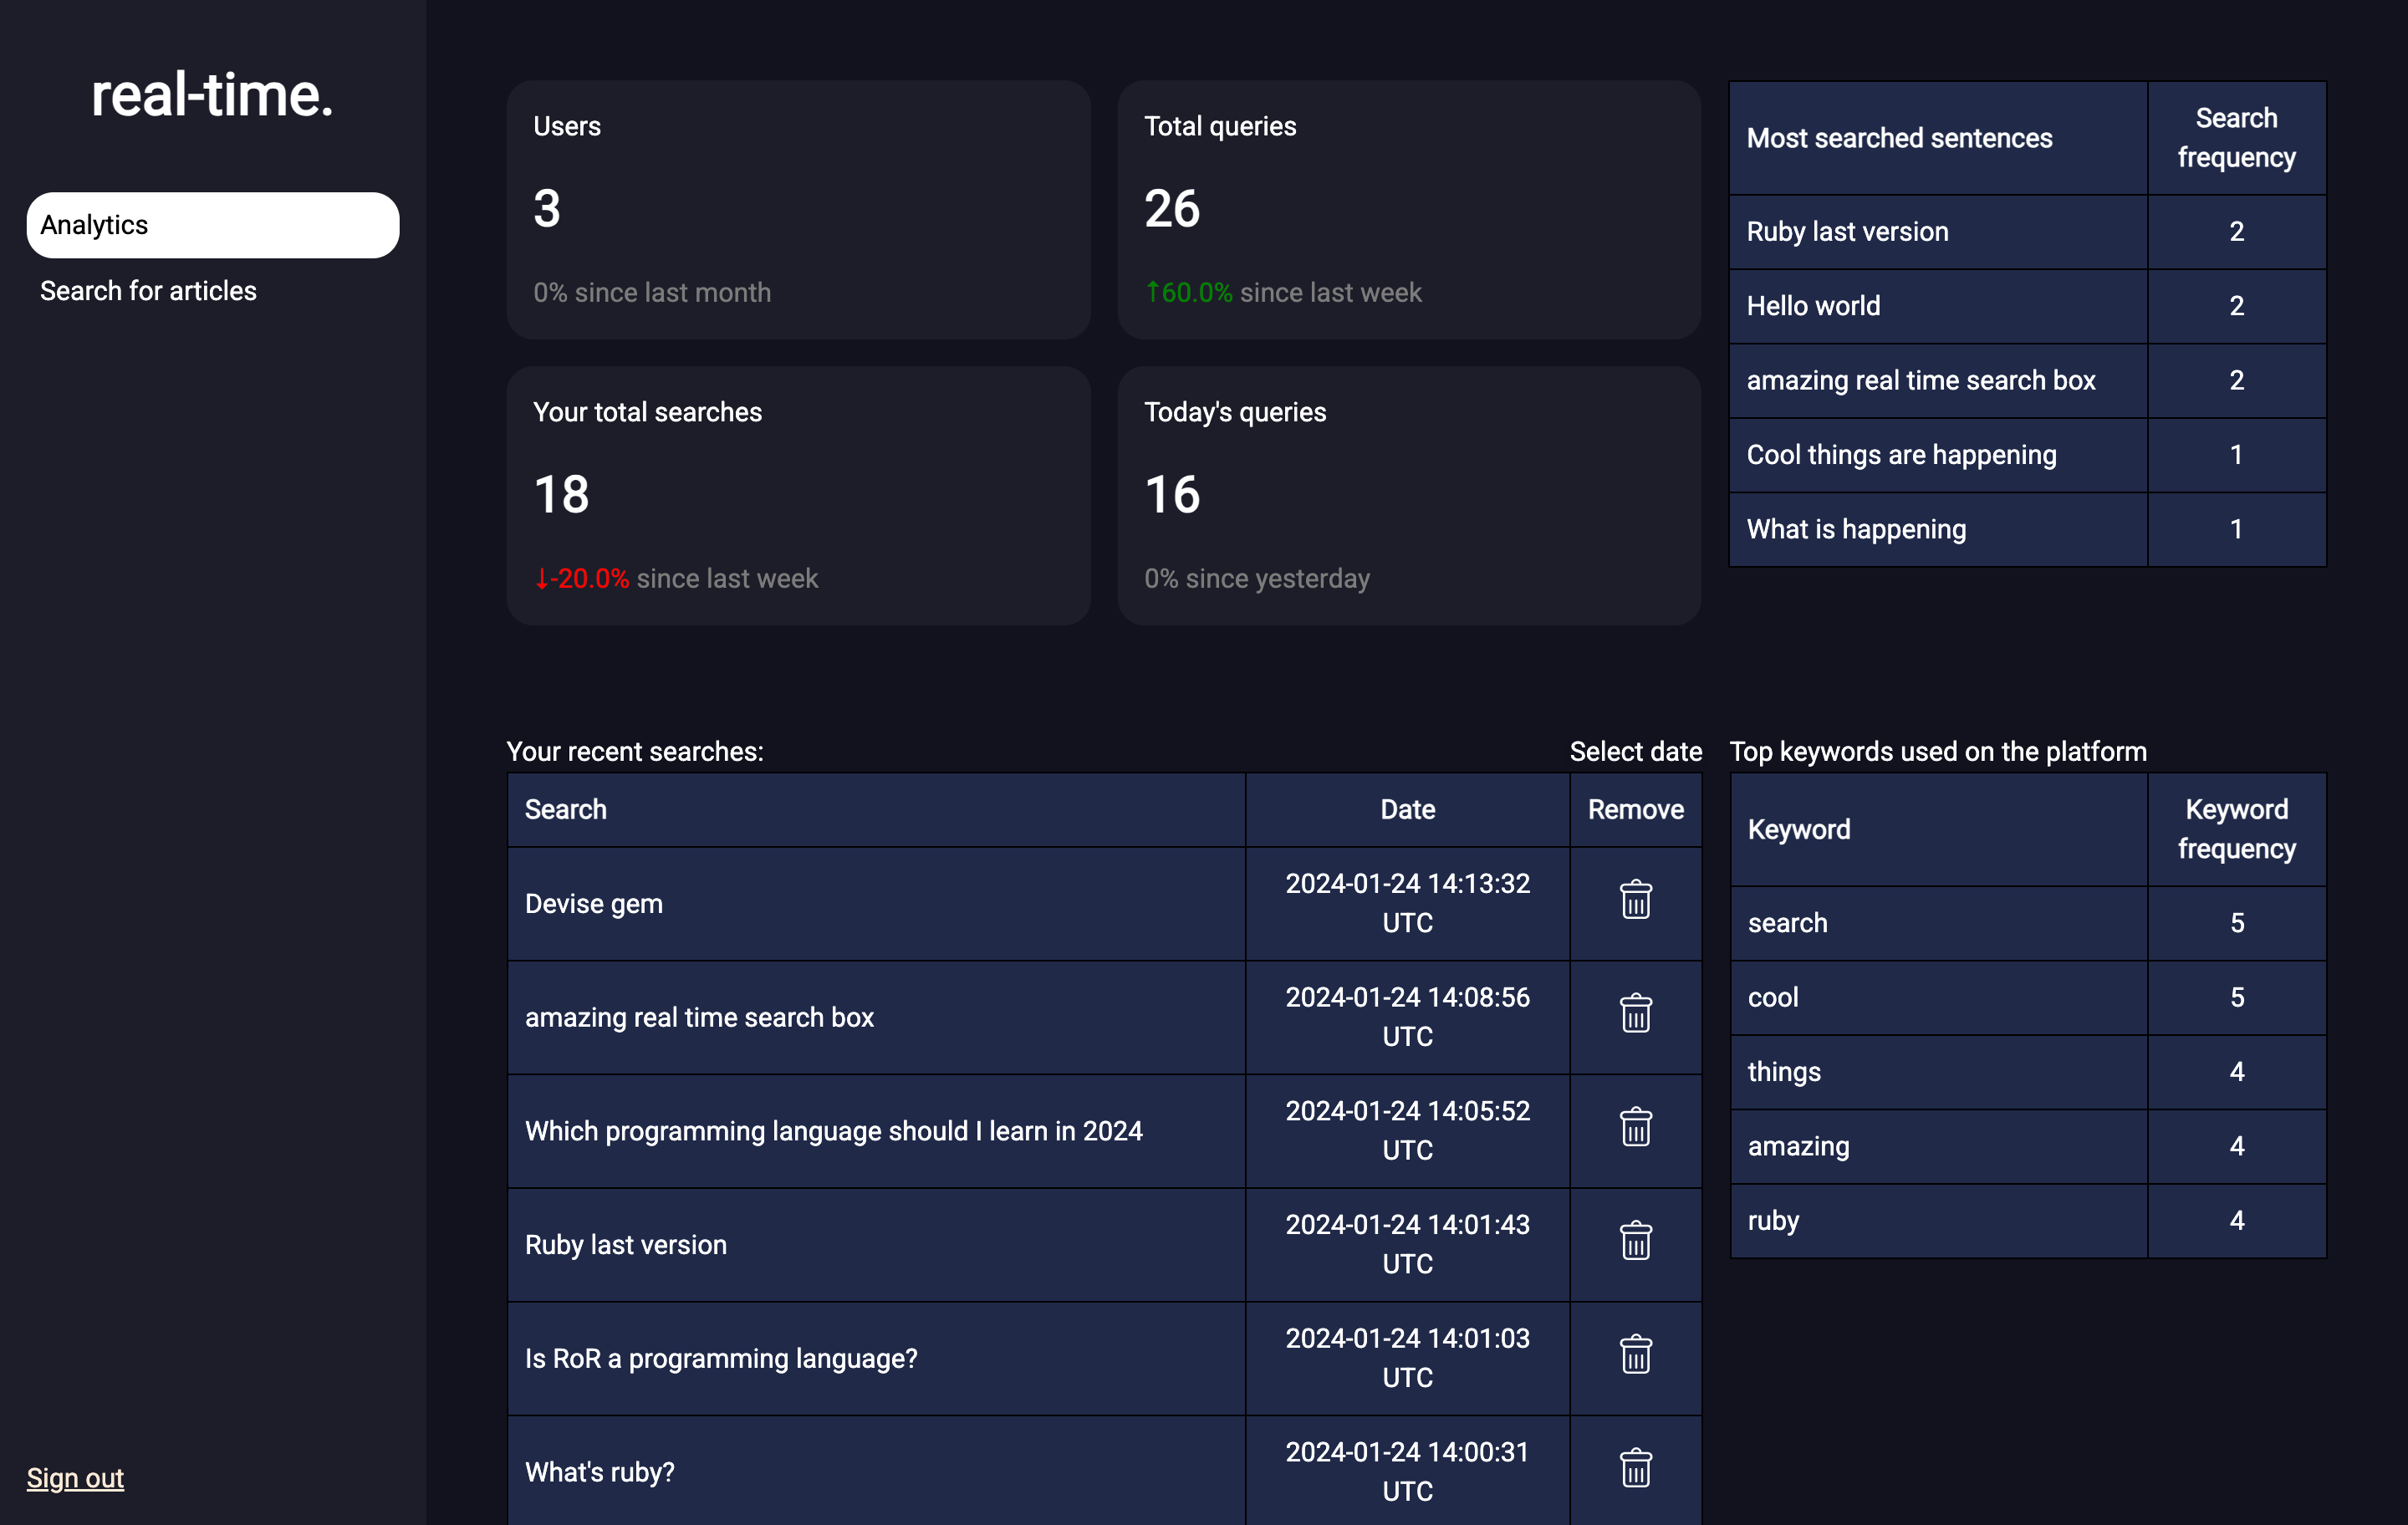 real-time.
Analytics
Search for articles
Sign out
Users
3
0% since last month
Total queries
26
↑60.0% since last week
Your total searches
18
↓-20.0% since last week
Today's queries
16
0% since yesterday
Most searched sentences
Search
frequency
Ruby last version
2
Hello world
2
amazing real time search box
2
Cool things are happening
1
What is happening
1
Your recent searches:
Select date
Search
Date
Remove
Devise gem
2024-01-24 14:13:32
UTC
amazing real time search box
2024-01-24 14:08:56
UTC
Which programming language should I learn in 2024
2024-01-24 14:05:52
UTC
Ruby last version
2024-01-24 14:01:43
UTC
Is RoR a programming language?
2024-01-24 14:01:03
UTC
What's ruby?
2024-01-24 14:00:31
UTC
Top keywords used on the platform
Keyword
Keyword
frequency
search
5
cool
5
things
4
amazing
4
ruby
4